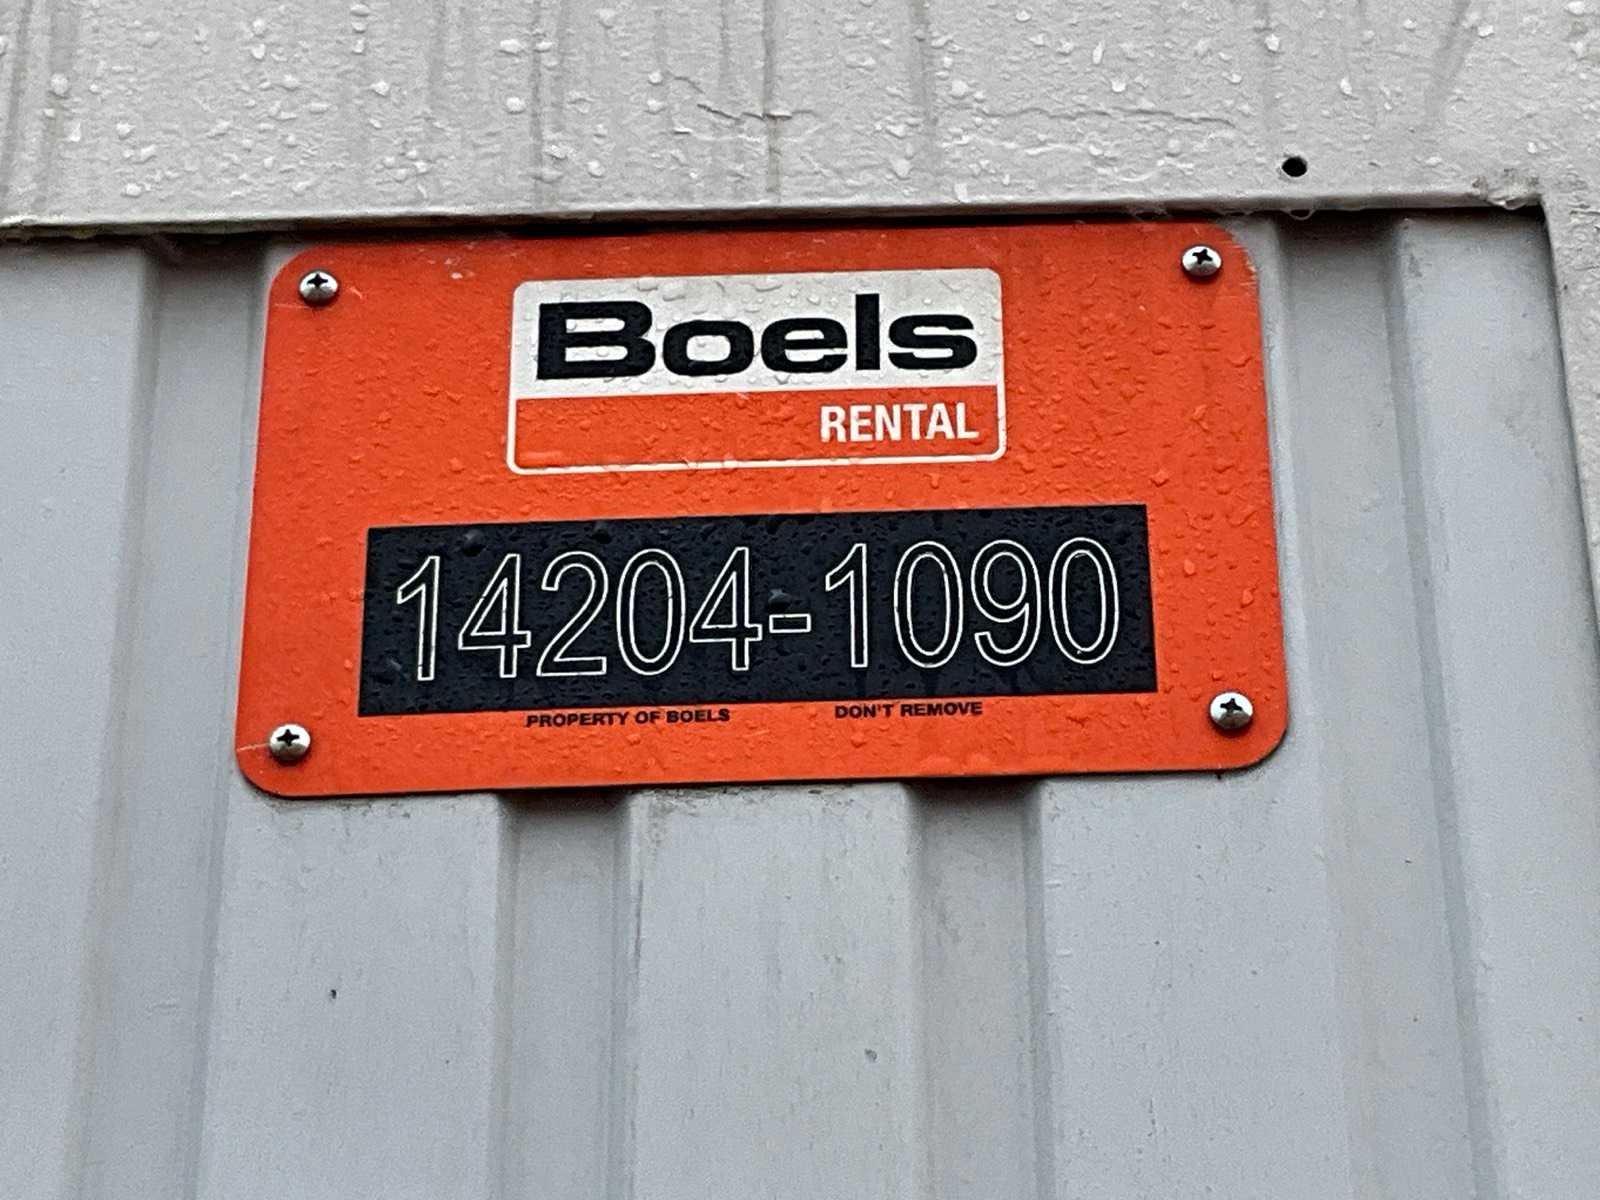 Boels
RENTAL
14204-1090
PROPERTY OF BOELS DON'T REMOVE